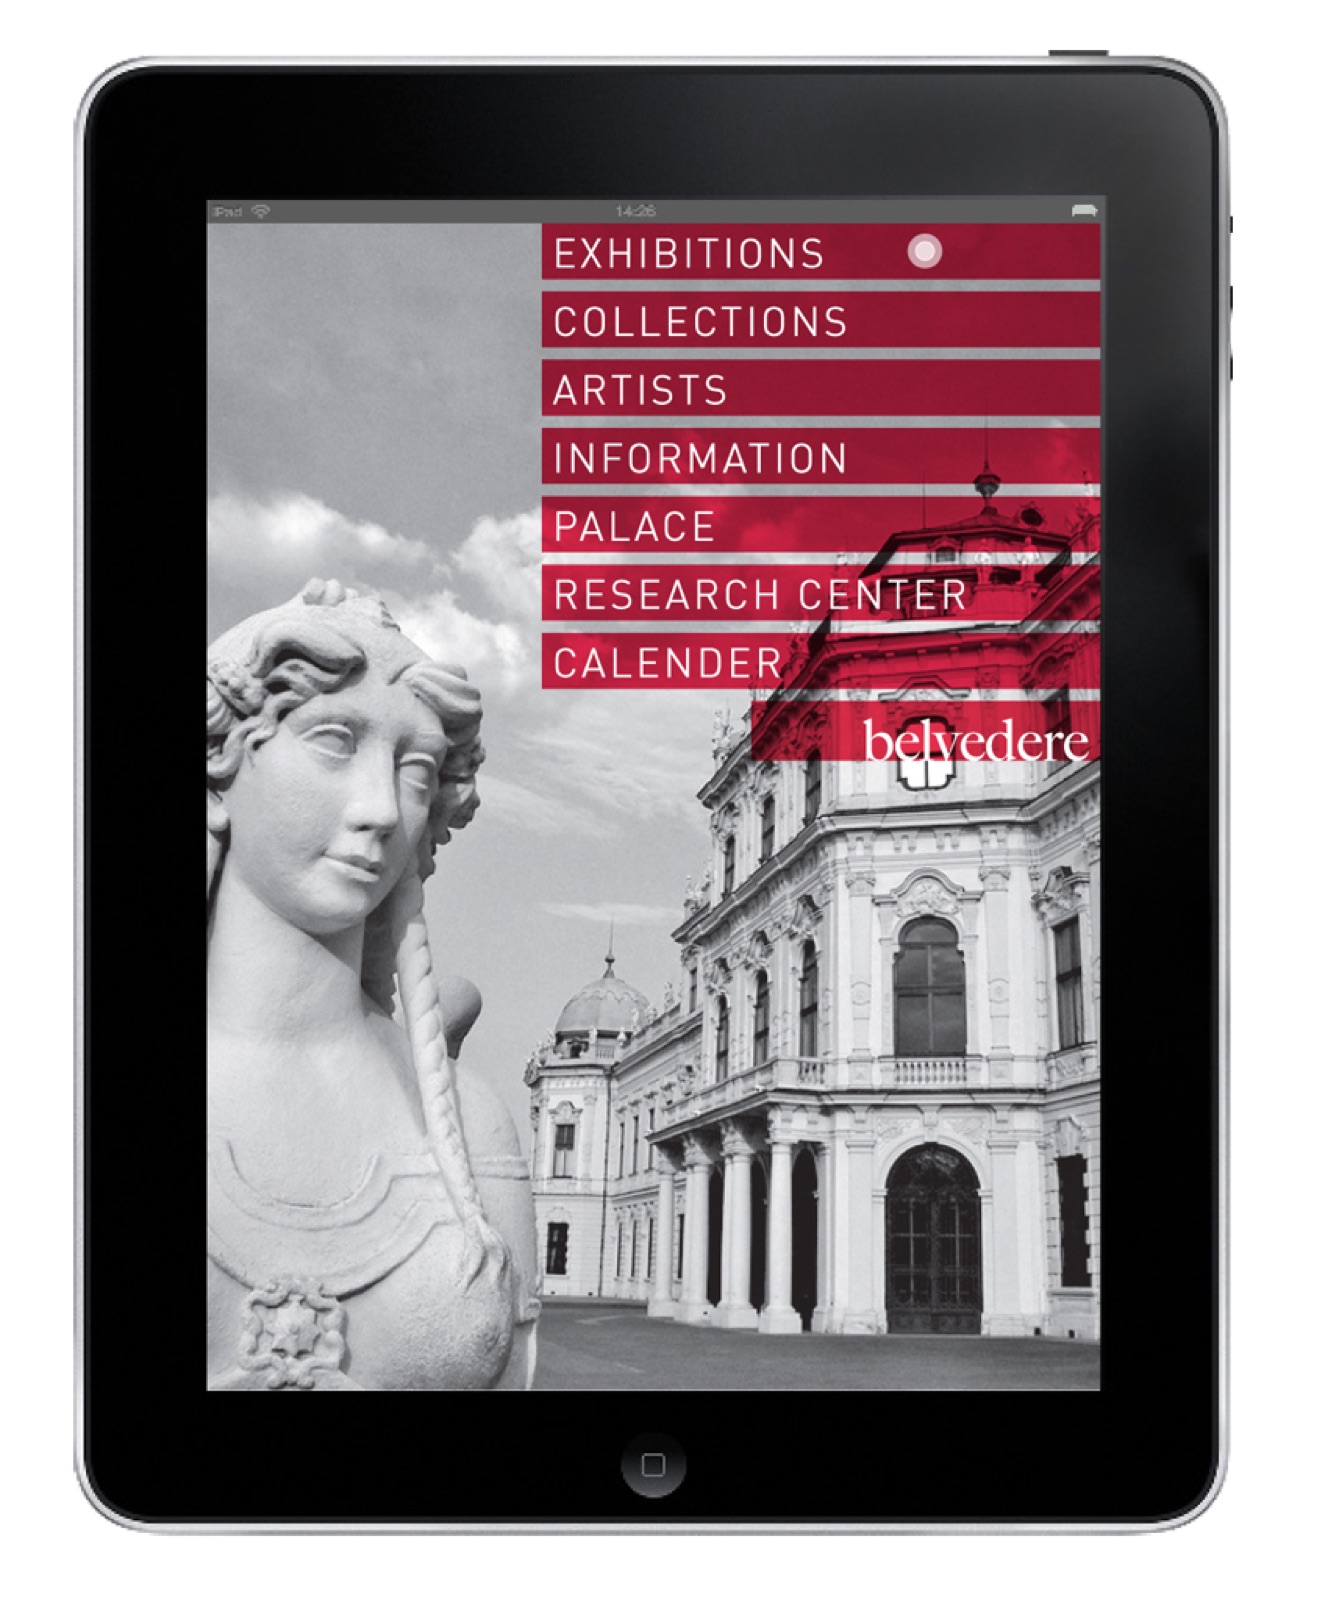 iPad 14:26
EXHIBITIONS
COLLECTIONS
ARTISTS
INFORMATION
PALACE
RESEARCH CENTER
CALENDER
belvedere